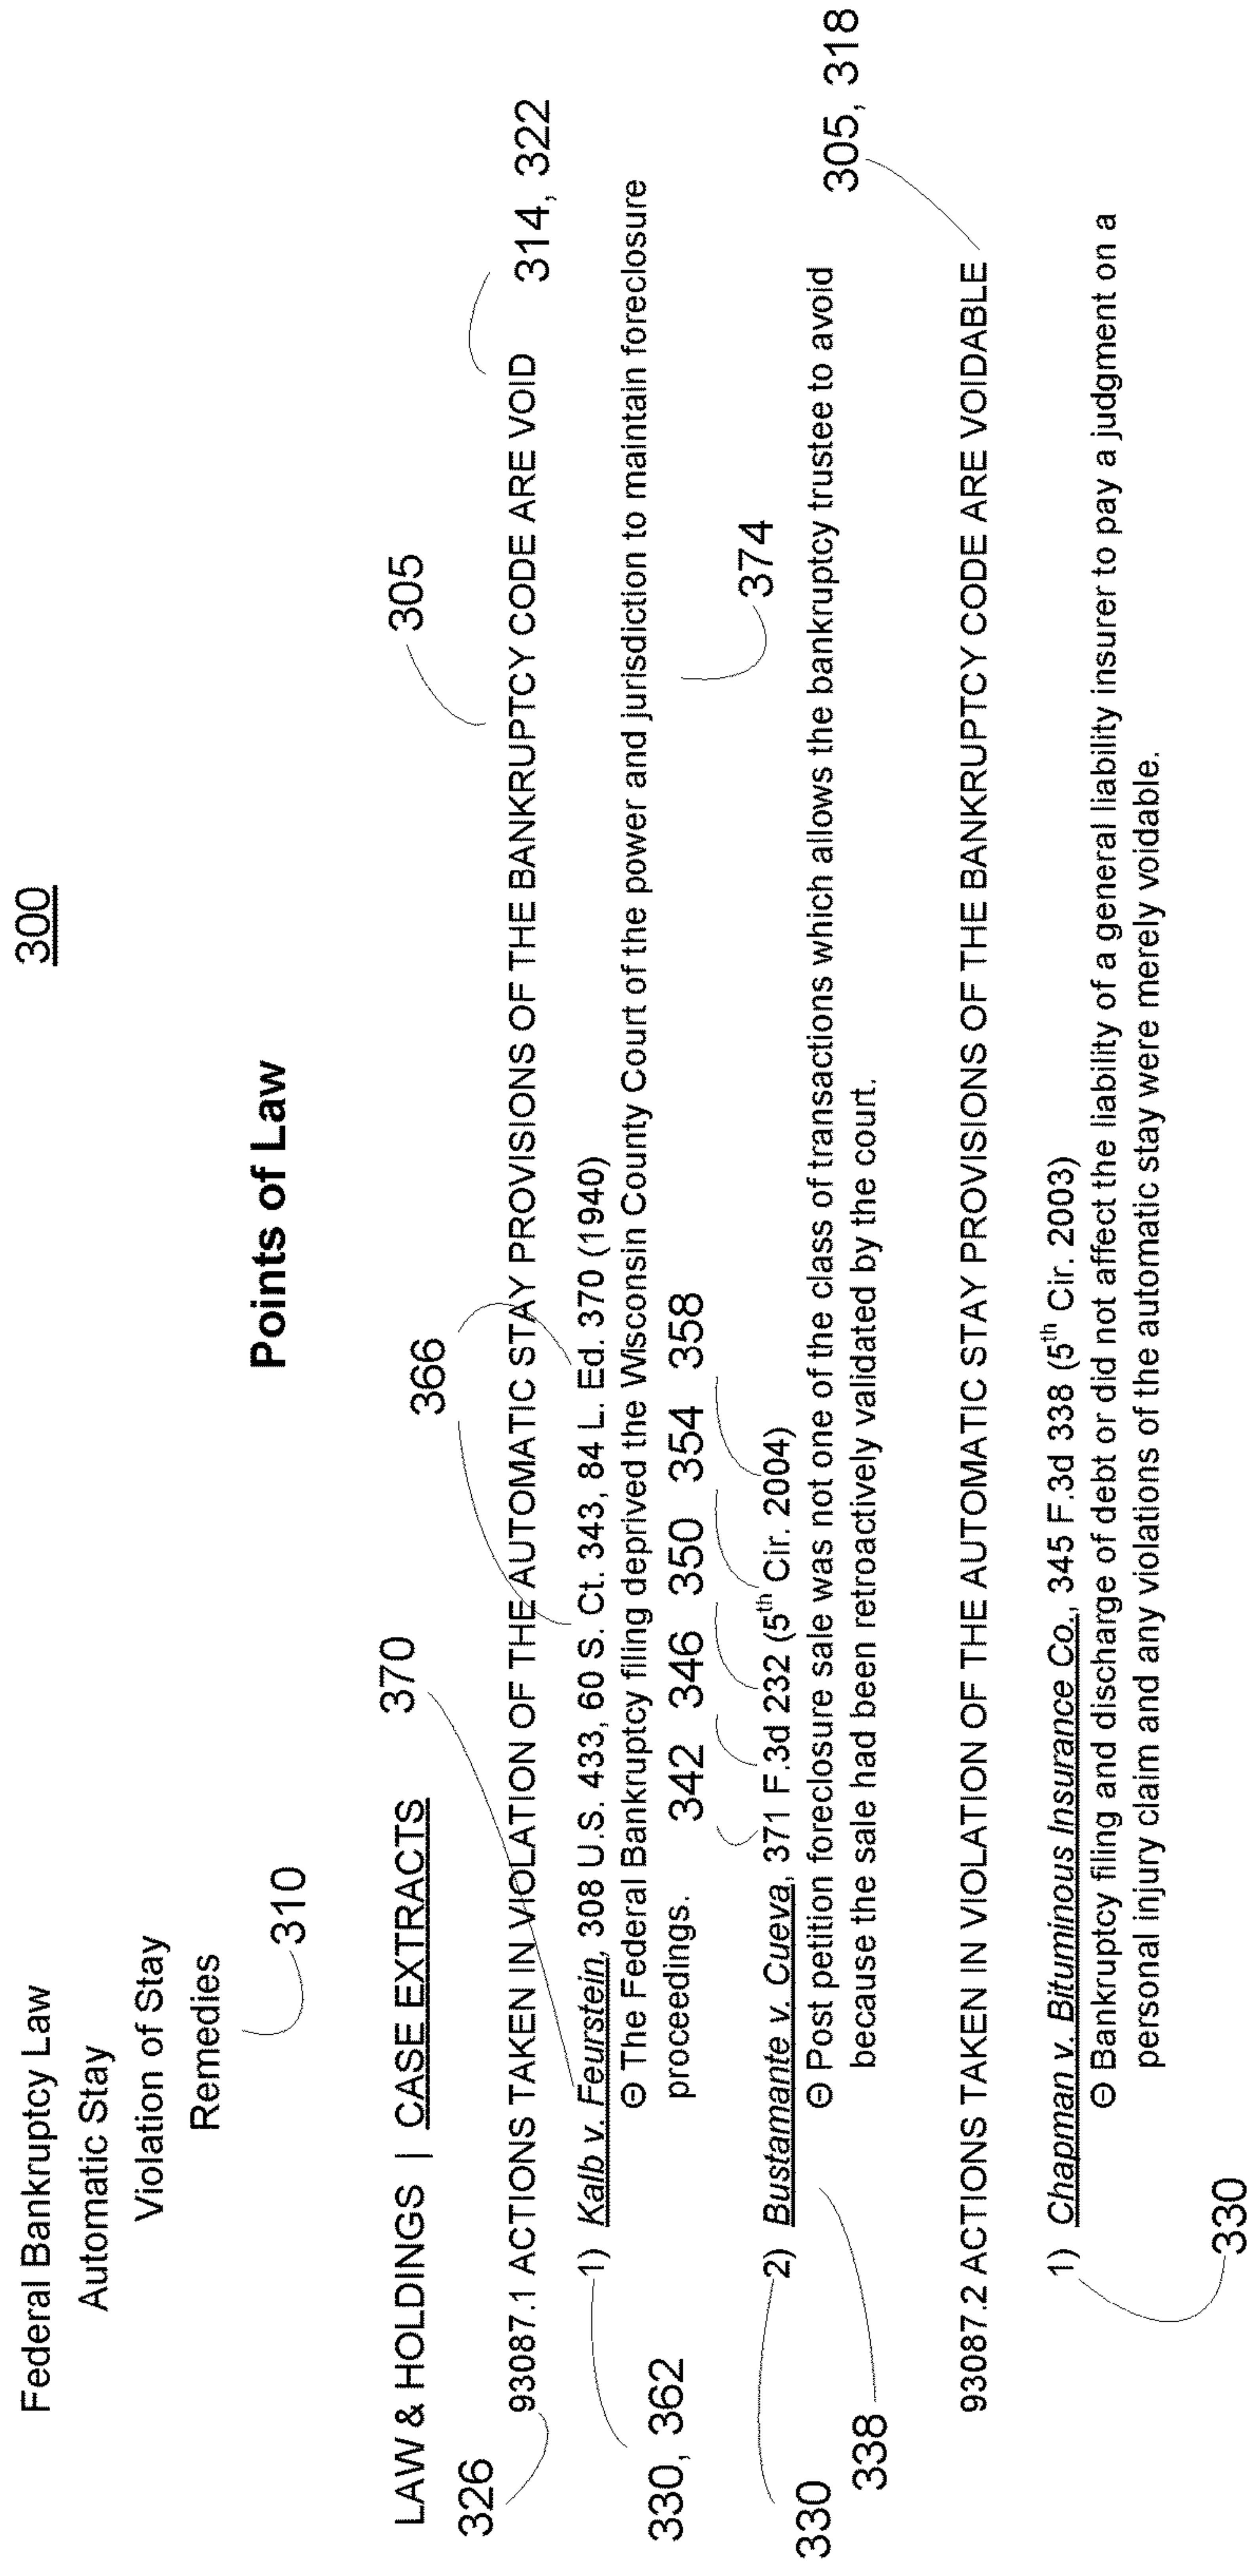 300
Federal Bankruptcy Law
Automatic Stay
Violation of Stay
Remedies
310
Points of Law
LAW & HOLDINGS | CASE EXTRACTS
370
366
305
326
93087.1 ACTIONS TAKEN IN VIOLATION OF THE AUTOMATIC STAY PROVISIONS OF THE BANKRUPTCY CODE ARE VOID
314, 322
1) Kalb v. Feurstein, 308 U.S. 433, 60 S. Ct. 343, 84 L. Ed. 370 (1940)
⊖ The Federal Bankruptcy filing deprived the Wisconsin County Court of the power and jurisdiction to maintain foreclosure
proceedings.
330, 362
342 346 350 354 358
374
2) Bustamante v. Cueva, 371 F.3d 232 (5th Cir. 2004)
⊖ Post petition foreclosure sale was not one of the class of transactions which allows the bankruptcy trustee to avoid
because the sale had been retroactively validated by the court.
330
338
305, 318
93087.2 ACTIONS TAKEN IN VIOLATION OF THE AUTOMATIC STAY PROVISIONS OF THE BANKRUPTCY CODE ARE VOIDABLE
1) Chapman v. Bituminous Insurance Co., 345 F.3d 338 (5th Cir. 2003)
⊖ Bankruptcy filing and discharge of debt or did not affect the liability of a general liability insurer to pay a judgment on a
personal injury claim and any violations of the automatic stay were merely voidable.
330